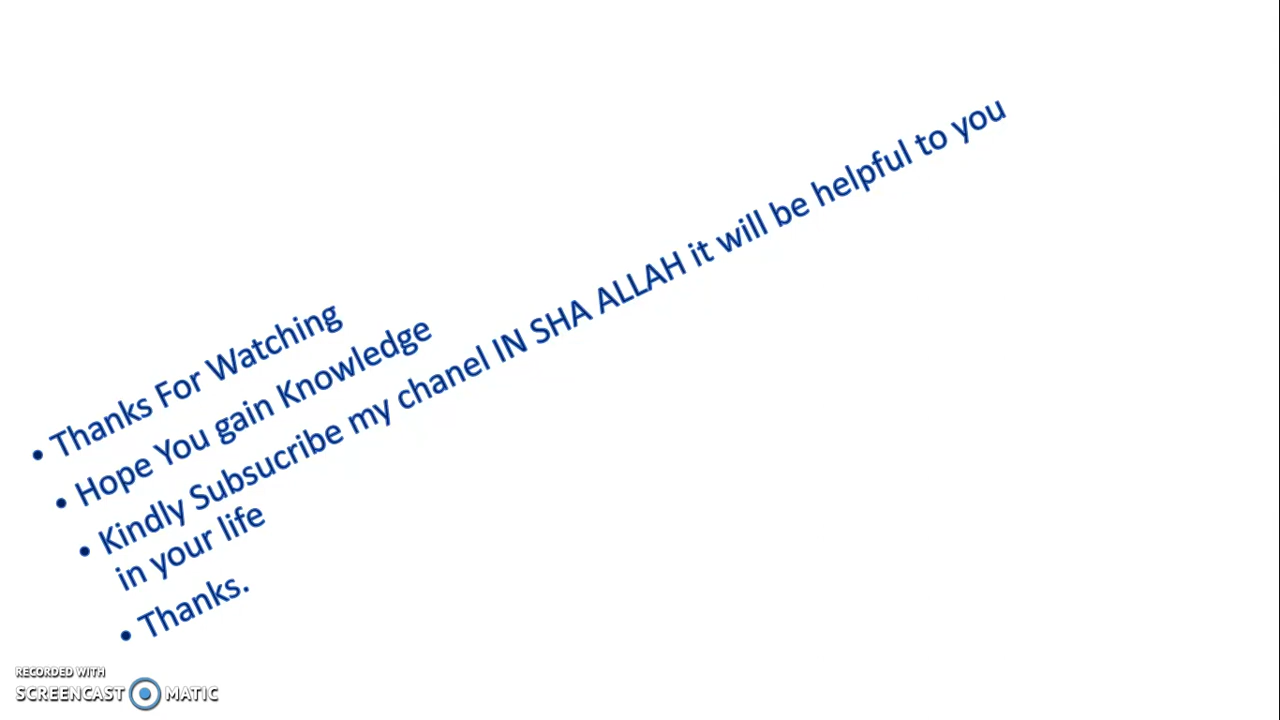 • Thanks For Watching
• Hope You gain Knowledge
• Kindly Subsucribe my chanel IN SHA ALLAH it will be helpful to you
in your life
• Thanks.
RECORDED WITH
SCREENCAST MATIC